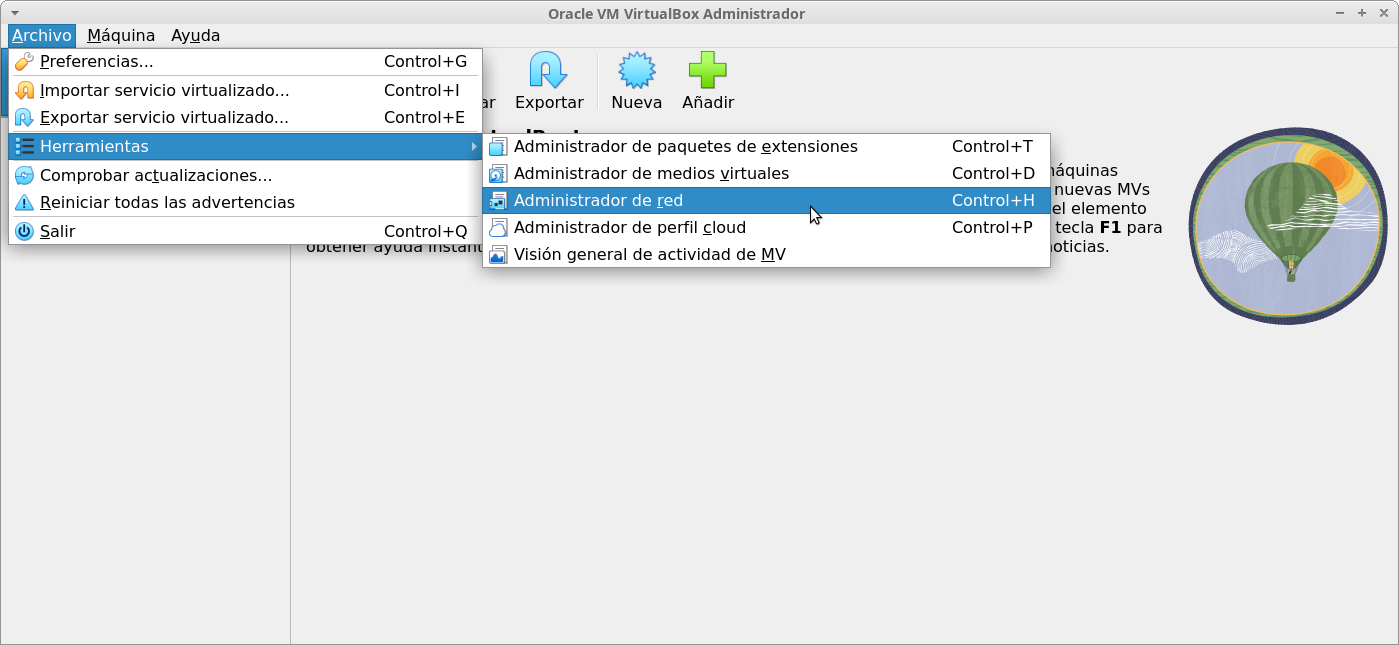 Oracle VM VirtualBox Administrador
Archivo Máquina Ayuda
Preferencias... Control+G
Importar servicio virtualizado... Control+I
Exportar servicio virtualizado... Control+E
Herramientas
Comprobar actualizaciones...
Reiniciar todas las advertencias
Salir Control+Q
Exportar Nueva Añadir
Administrador de paquetes de extensiones Control+T
Administrador de medios virtuales Control+D
Administrador de red Control+H
Administrador de perfil cloud Control+P
Visión general de actividad de MV
máquinas
nuevas MVs
el elemento
tecla F1 para
obtener ayuda
noticias.